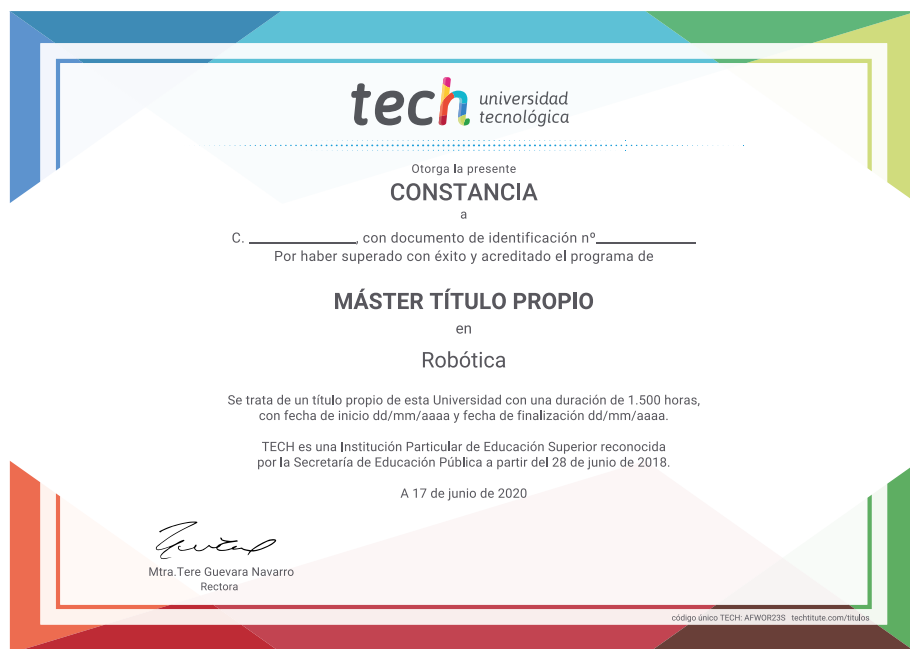 tech universidad
tecnológica
Otorga la presente
CONSTANCIA
a
C. ____________, con documento de identificación nº____________
Por haber superado con éxito y acreditado el programa de
MÁSTER TÍTULO PROPIO
en
Robótica
Se trata de un título propio de esta Universidad con una duración de 1.500 horas,
con fecha de inicio dd/mm/aaaa y fecha de finalización dd/mm/aaaa.
TECH es una Institución Particular de Educación Superior reconocida
por la Secretaría de Educación Pública a partir del 28 de junio de 2018.
A 17 de junio de 2020
Mtra.Tere Guevara Navarro
Rectora
código único TECH: AFWOR23S techtitute.com/titulos